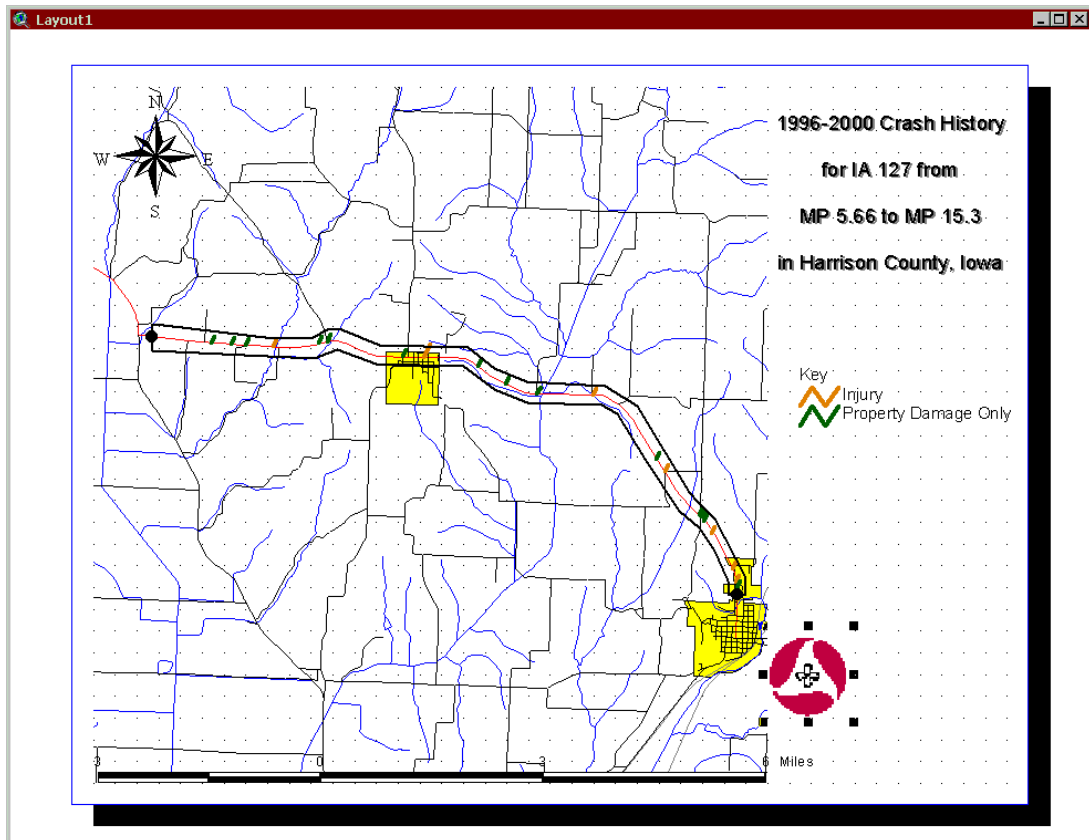 Layout1
N
W E
S
1996-2000 Crash History
for IA 127 from
MP 5.66 to MP 15.3
in Harrison County, Iowa
Key
Injury
Property Damage Only
3 0 3 6 Miles